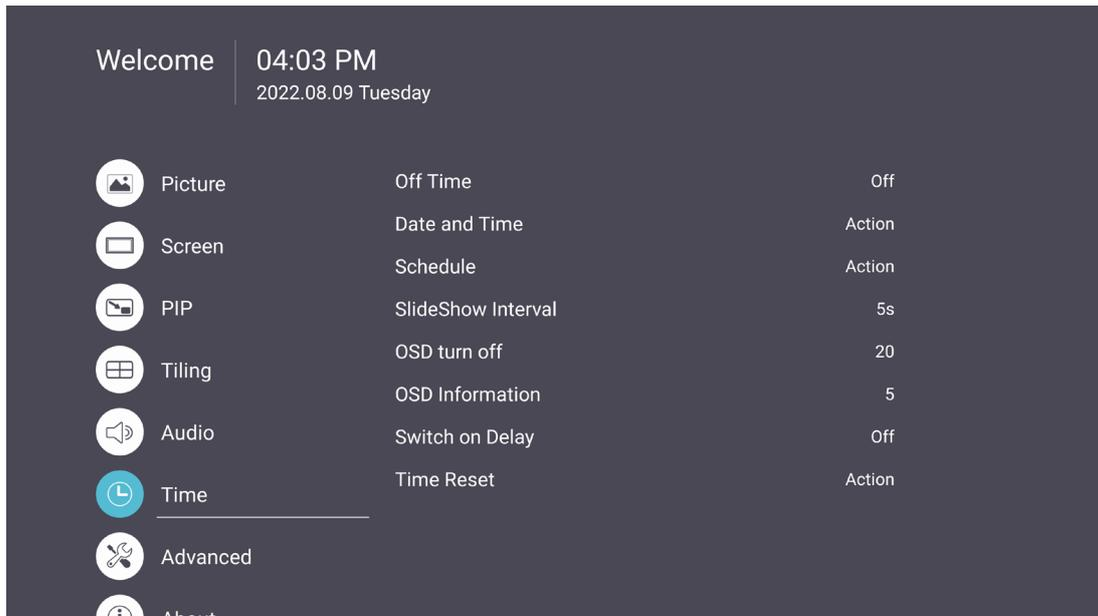 Welcome
04:03 PM
2022.08.09 Tuesday
Picture
Screen
PIP
Tiling
Audio
Time
Advanced
About
Off Time Off
Date and Time Action
Schedule Action
SlideShow Interval 5s
OSD turn off 20
OSD Information 5
Switch on Delay Off
Time Reset Action